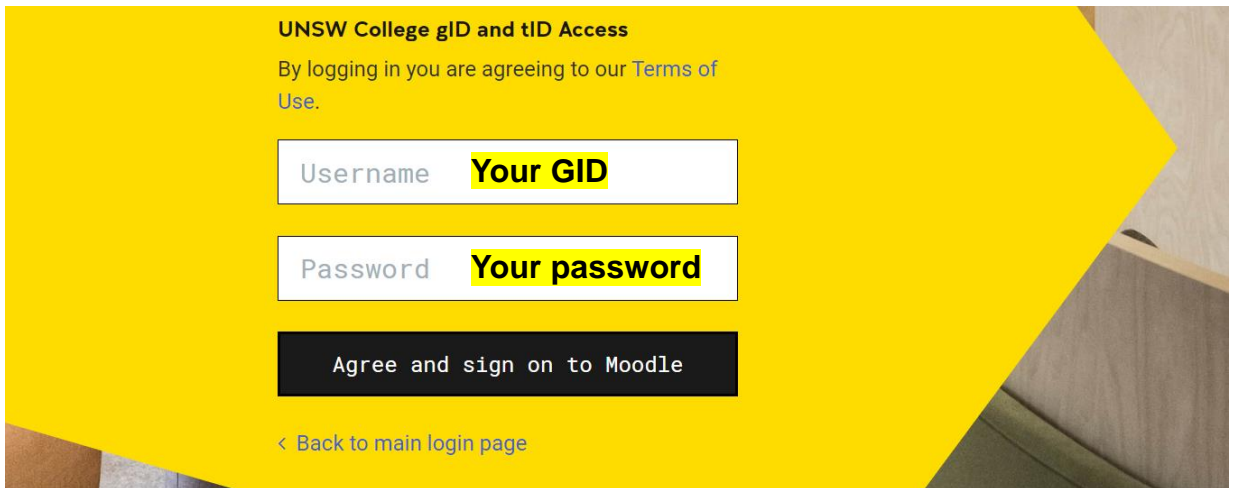 UNSW College gID and tID Access
By logging in you are agreeing to our Terms of
Use.
Username Your GID
Password Your password
Agree and sign on to Moodle
< Back to main login page